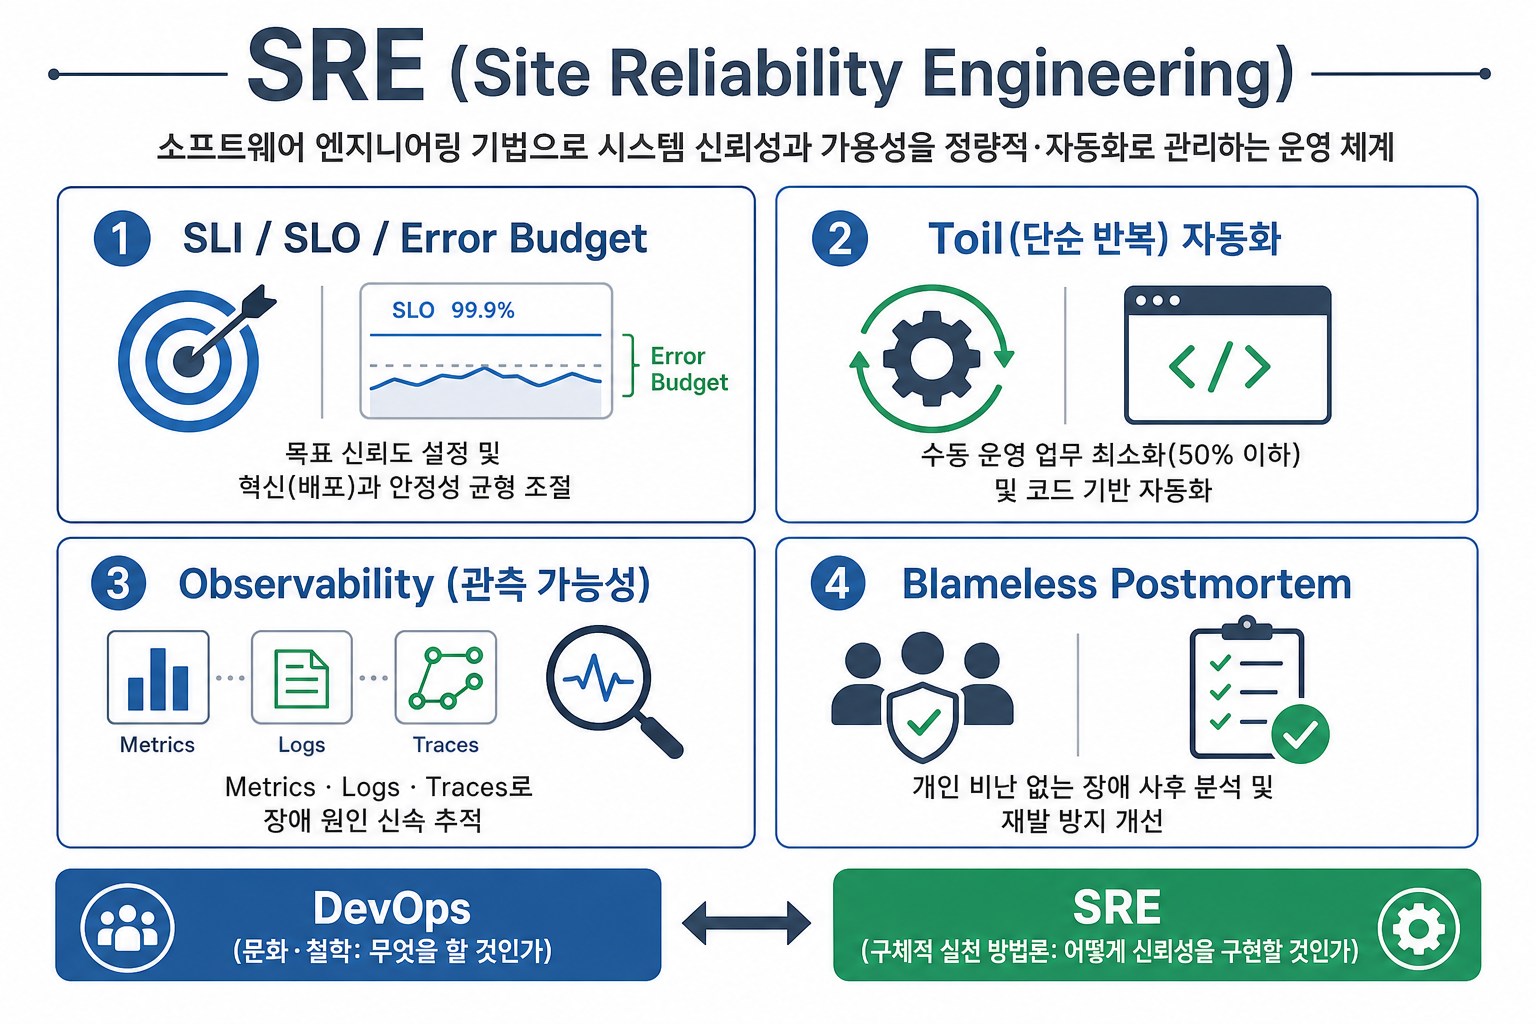 SRE (Site Reliability Engineering)
소프트웨어 엔지니어링 기법으로 시스템 신뢰성과 가용성을 정량적·자동화로 관리하는 운영 체계
1 SLI / SLO / Error Budget
SLO 99.9%
Error
Budget
목표 신뢰도 설정 및
혁신(배포)과 안정성 균형 조절
2 Toil(단순 반복) 자동화
</>
수동 운영 업무 최소화(50% 이하)
및 코드 기반 자동화
3 Observability (관측 가능성)
Metrics Logs Traces
Metrics · Logs · Traces로
장애 원인 신속 추적
4 Blameless Postmortem
개인 비난 없는 장애 사후 분석 및
재발 방지 개선
DevOps
(문화·철학: 무엇을 할 것인가)
SRE
(구체적 실천 방법론: 어떻게 신뢰성을 구현할 것인가)